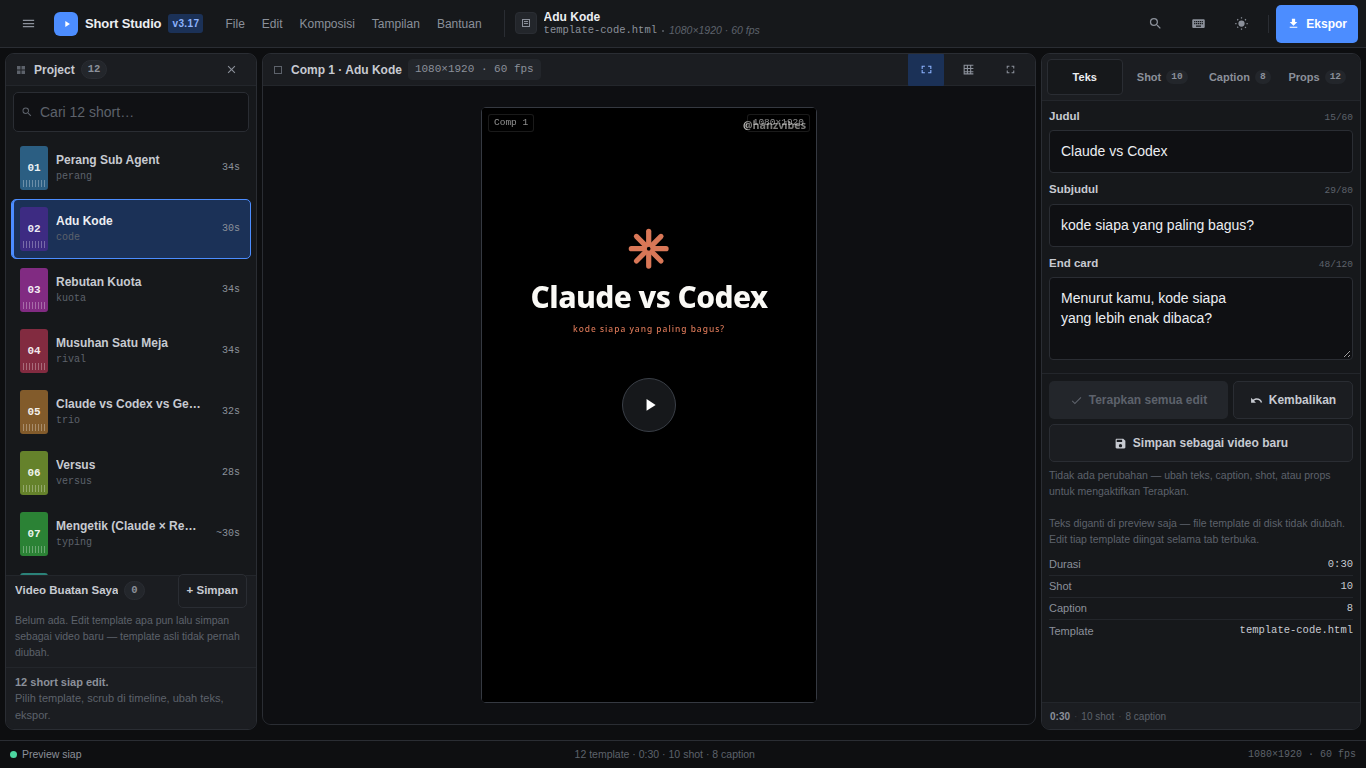 Short Studio v3.17 File Edit Komposisi Tampilan Bantuan
Adu Kode
template-code.html · 1080×1920 · 60 fps
Ekspor
Project 12
Cari 12 short…
01 Perang Sub Agent 34s
perang
02 Adu Kode 30s
code
03 Rebutan Kuota 34s
kuota
04 Musuhan Satu Meja 34s
rival
05 Claude vs Codex vs Ge… 32s
trio
06 Versus 28s
versus
07 Mengetik (Claude × Re… ~30s
typing
Video Buatan Saya 0 + Simpan
Belum ada. Edit template apa pun lalu simpan
sebagai video baru — template asli tidak pernah
diubah.
12 short siap edit.
Pilih template, scrub di timeline, ubah teks,
ekspor.
Comp 1 · Adu Kode 1080×1920 · 60 fps
Comp 1
1080×1920
@hanzvibes
Claude vs Codex
kode siapa yang paling bagus?
Teks Shot 10 Caption 8 Props 12
Judul 15/60
Claude vs Codex
Subjudul 29/80
kode siapa yang paling bagus?
End card 48/120
Menurut kamu, kode siapa
yang lebih enak dibaca?
Terapkan semua edit Kembalikan
Simpan sebagai video baru
Tidak ada perubahan — ubah teks, caption, shot, atau props
untuk mengaktifkan Terapkan.
Teks diganti di preview saja — file template di disk tidak diubah.
Edit tiap template diingat selama tab terbuka.
Durasi 0:30
Shot 10
Caption 8
Template template-code.html
0:30 · 10 shot · 8 caption
Preview siap
12 template · 0:30 · 10 shot · 8 caption
1080×1920 · 60 fps